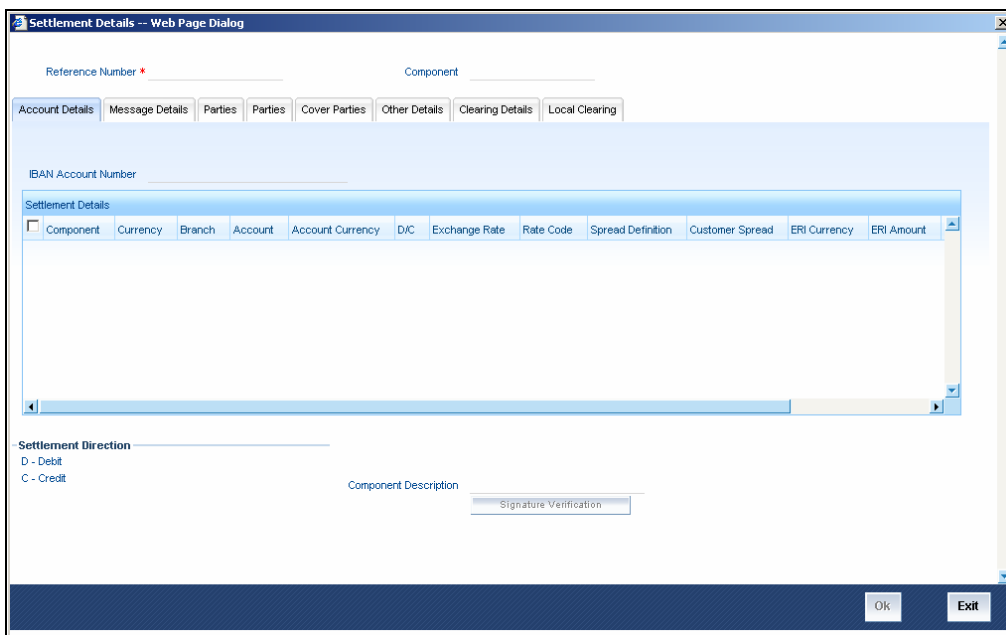 Settlement Details -- Web Page Dialog
Reference Number * Component
Account Details Message Details Parties Parties Cover Parties Other Details Clearing Details Local Clearing
IBAN Account Number
Settlement Details
Component Currency Branch Account Account Currency D/C Exchange Rate Rate Code Spread Definition Customer Spread ERI Currency ERI Amount
Settlement Direction
D - Debit
C - Credit
Component Description
Signature Verification
Ok Exit